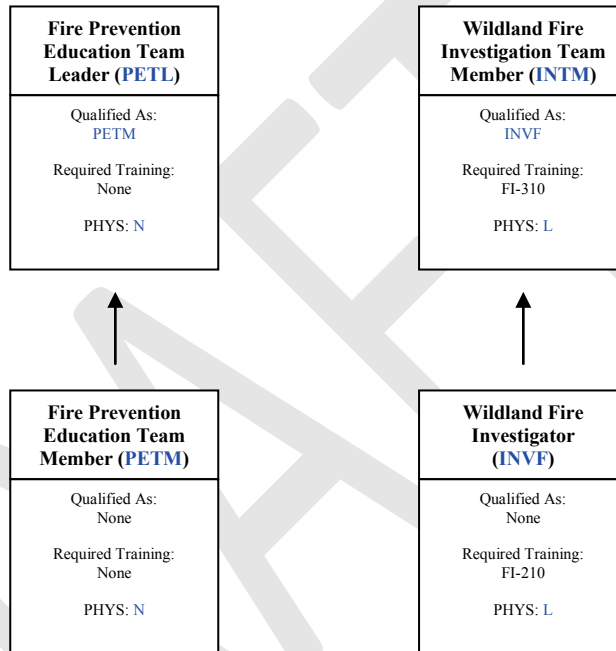 Fire Prevention
Education Team
Leader (PETL)
Qualified As:
PETM
Required Training:
None
PHYS: N
Wildland Fire
Investigation Team
Member (INTM)
Qualified As:
INVF
Required Training:
FI-310
PHYS: L
Fire Prevention
Education Team
Member (PETM)
Qualified As:
None
Required Training:
None
PHYS: N
Wildland Fire
Investigator
(INVF)
Qualified As:
None
Required Training:
FI-210
PHYS: L